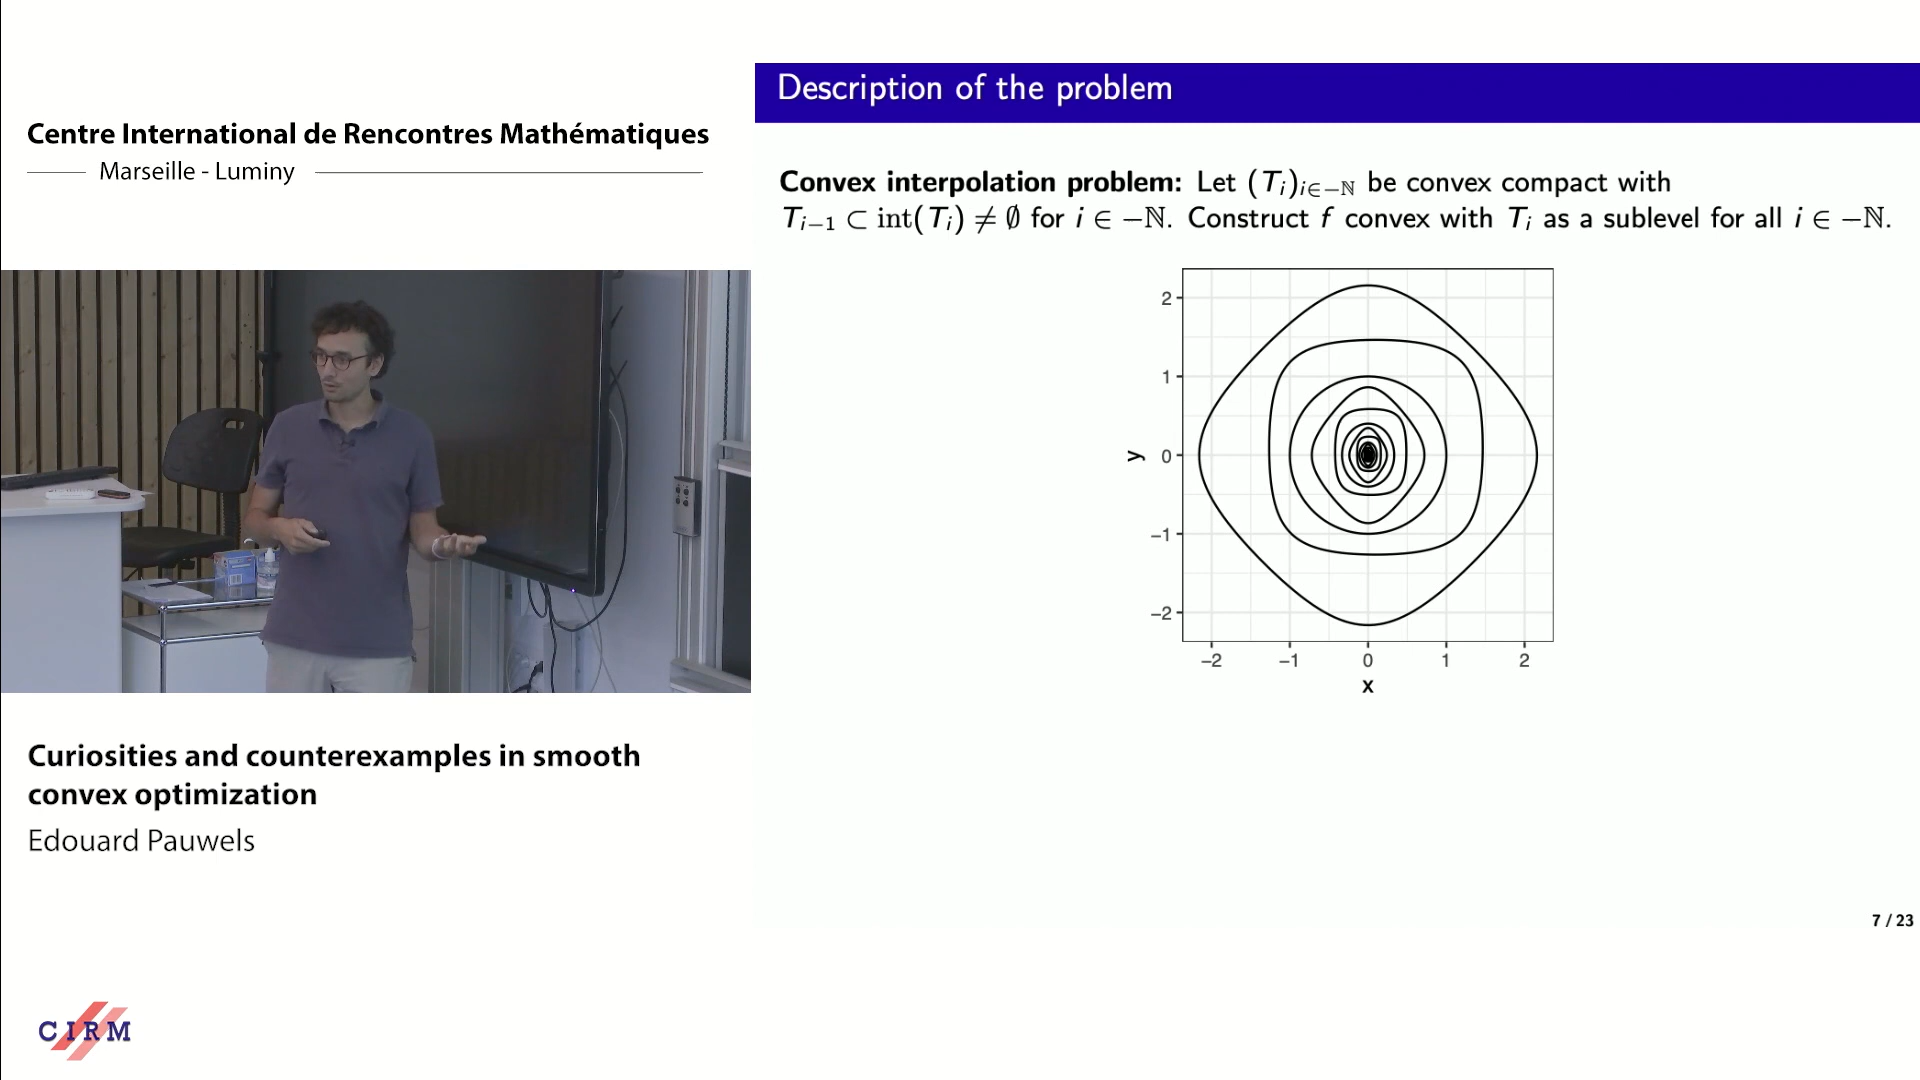 Centre International de Rencontres Mathématiques
Marseille - Luminy
Description of the problem
Convex interpolation problem: Let (T_i)_{i∈−ℕ} be convex compact with
T_{i−1} ⊂ int(T_i) ≠ ∅ for i ∈ −ℕ. Construct f convex with T_i as a sublevel for all i ∈ −ℕ.
2
1
0
−1
−2
y
−2 −1 0 1 2
x
Curiosities and counterexamples in smooth
convex optimization
Edouard Pauwels
7 / 23
CIRM